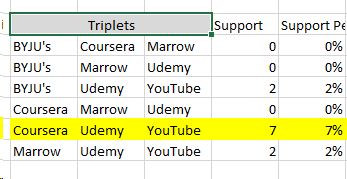 i Triplets Support Support Pe
BYJU's Coursera Marrow 0 0%
BYJU's Marrow Udemy 0 0%
BYJU's Udemy YouTube 2 2%
Coursera Marrow Udemy 0 0%
Coursera Udemy YouTube 7 7%
Marrow Udemy YouTube 2 2%